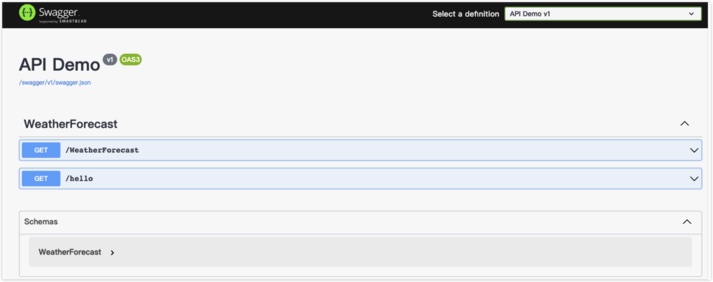 Swagger
Supported by SMARTBEAR
Select a definition
API Demo v1
API Demo v1 OAS3
/swagger/v1/swagger.json
WeatherForecast
GET /WeatherForecast
GET /hello
Schemas
WeatherForecast